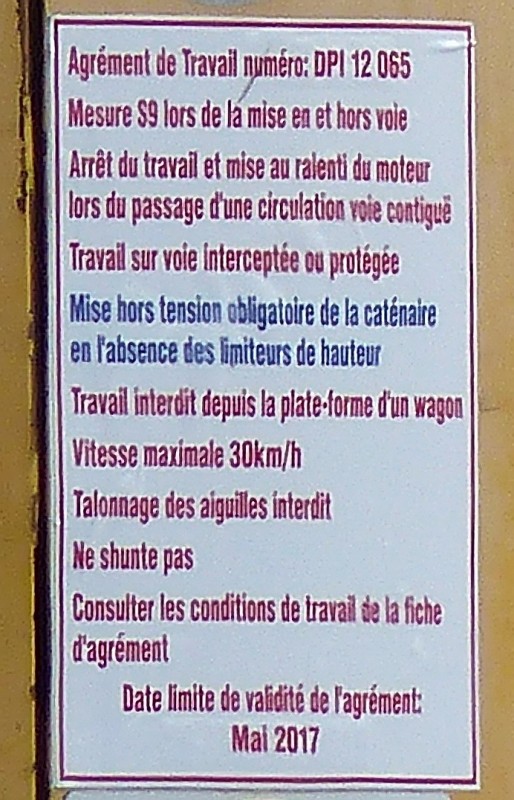 Agrément de Travail numéro: DPI 12 065
Mesure S9 lors de la mise en et hors voie
Arrêt du travail et mise au ralenti du moteur
lors du passage d'une circulation voie contiguë
Travail sur voie interceptée ou protégée
Mise hors tension obligatoire de la caténaire
en l'absence des limiteurs de hauteur
Travail interdit depuis la plate-forme d'un wagon
Vitesse maximale 30km/h
Talonnage des aiguilles interdit
Ne shunte pas
Consulter les conditions de travail de la fiche
d'agrément
Date limite de validité de l'agrément:
Mai 2017